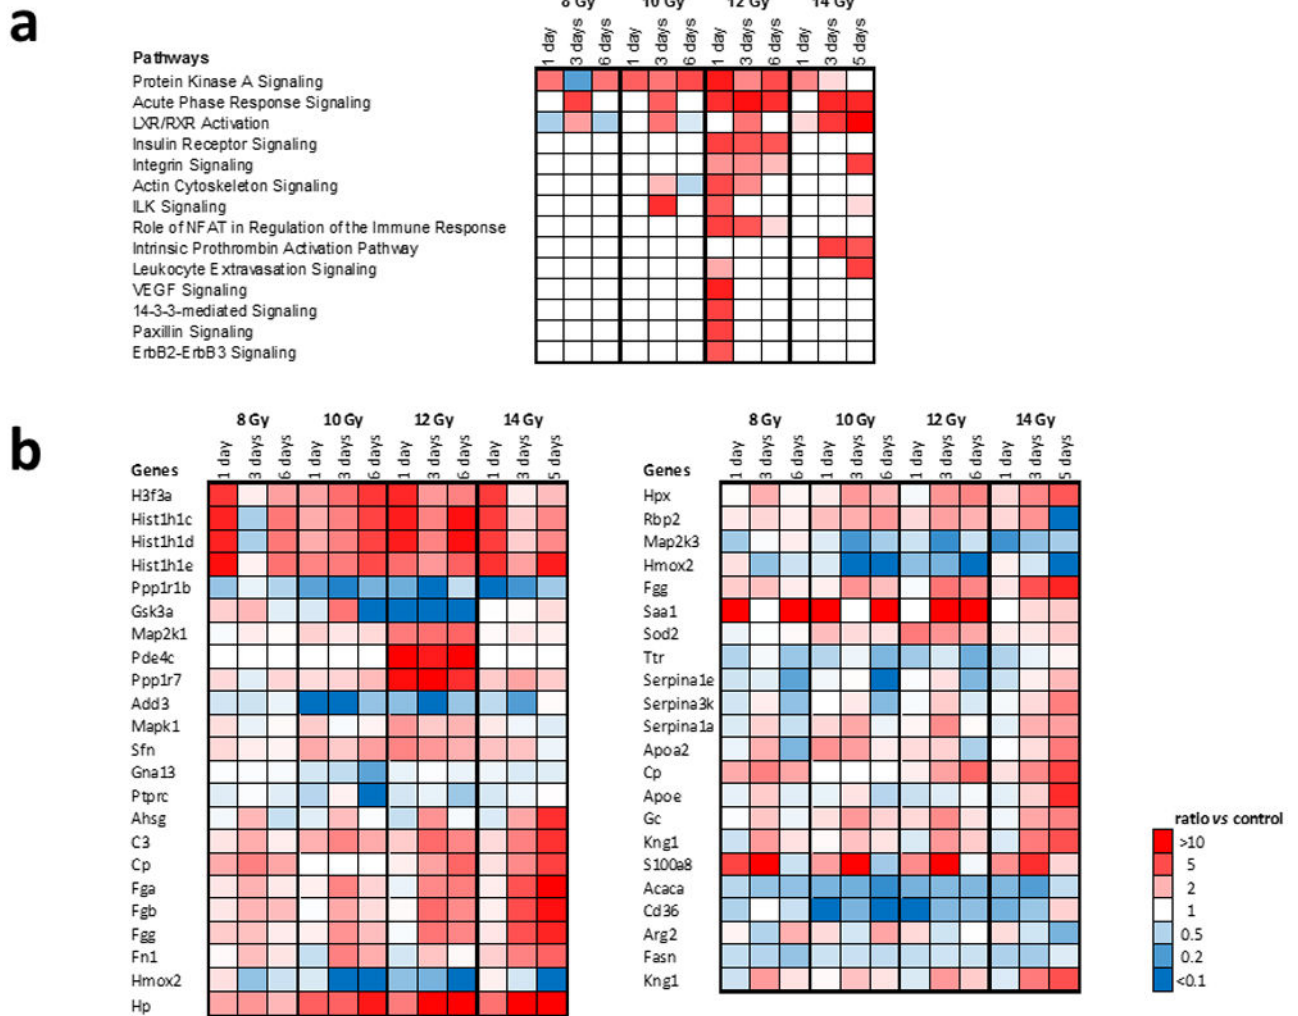 a
8 Gy 10 Gy 12 Gy 14 Gy
1 day 3 days 6 days 1 day 3 days 6 days 1 day 3 days 6 days 1 day 3 days 5 days
Pathways
Protein Kinase A Signaling
Acute Phase Response Signaling
LXR/RXR Activation
Insulin Receptor Signaling
Integrin Signaling
Actin Cytoskeleton Signaling
ILK Signaling
Role of NFAT in Regulation of the Immune Response
Intrinsic Prothrombin Activation Pathway
Leukocyte Extravasation Signaling
VEGF Signaling
14-3-3-mediated Signaling
Paxillin Signaling
ErbB2-ErbB3 Signaling
b
8 Gy 10 Gy 12 Gy 14 Gy
1 day 3 days 6 days 1 day 3 days 6 days 1 day 3 days 6 days 1 day 3 days 5 days
Genes
H3f3a
Hist1h1c
Hist1h1d
Hist1h1e
Ppp1r1b
Gsk3a
Map2k1
Pde4c
Ppp1r7
Add3
Mapk1
Sfn
Gna13
Ptprc
Ahsg
C3
Cp
Fga
Fgb
Fgg
Fn1
Hmox2
Hp
8 Gy 10 Gy 12 Gy 14 Gy
1 day 3 days 6 days 1 day 3 days 6 days 1 day 3 days 6 days 1 day 3 days 5 days
Genes
Hpx
Rbp2
Map2k3
Hmox2
Fgg
Saa1
Sod2
Ttr
Serpina1e
Serpina3k
Serpina1a
Apoa2
Cp
Apoe
Gc
Kng1
S100a8
Acaca
Cd36
Arg2
Fasn
Kng1
ratio vs control
>10
5
2
1
0.5
0.2
<0.1